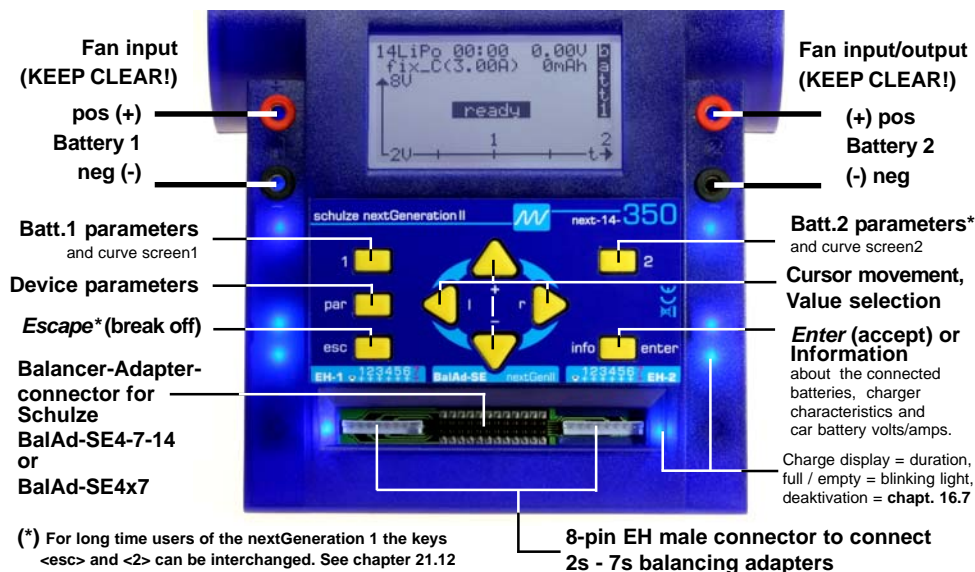 Fan input
(KEEP CLEAR!)
pos (+)
Battery 1
neg (-)
Batt.1 parameters
and curve screen1
Device parameters
Escape* (break off)
Balancer-Adapter-
connector for
Schulze
BalAd-SE4-7-14
or
BalAd-SE4x7
14LiPo 00:00 0.00V
fix_C(3.00A) 0mAh
8V
ready
1 2
2V t
batt1
schulze nextGeneration II
next-14-350
1
2
par
+
l r
−
esc
info enter
EH-1 123456
BalAd-SE nextGenII
123456 EH-2
Fan input/output
(KEEP CLEAR!)
(+) pos
Battery 2
(-) neg
Batt.2 parameters*
and curve screen2
Cursor movement,
Value selection
Enter (accept) or
Information
about the connected
batteries, charger
characteristics and
car battery volts/amps.
Charge display = duration,
full / empty = blinking light,
deaktivation = chapt. 16.7
(*) For long time users of the nextGeneration 1 the keys
<esc> and <2> can be interchanged. See chapter 21.12
8-pin EH male connector to connect
2s - 7s balancing adapters